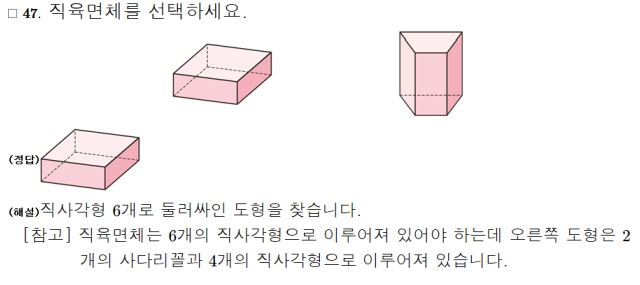 □ 47. 직육면체를 선택하세요.
(정답)
(해설)직사각형 6개로 둘러싸인 도형을 찾습니다.
[참고] 직육면체는 6개의 직사각형으로 이루어져 있어야 하는데 오른쪽 도형은 2
개의 사다리꼴과 4개의 직사각형으로 이루어져 있습니다.